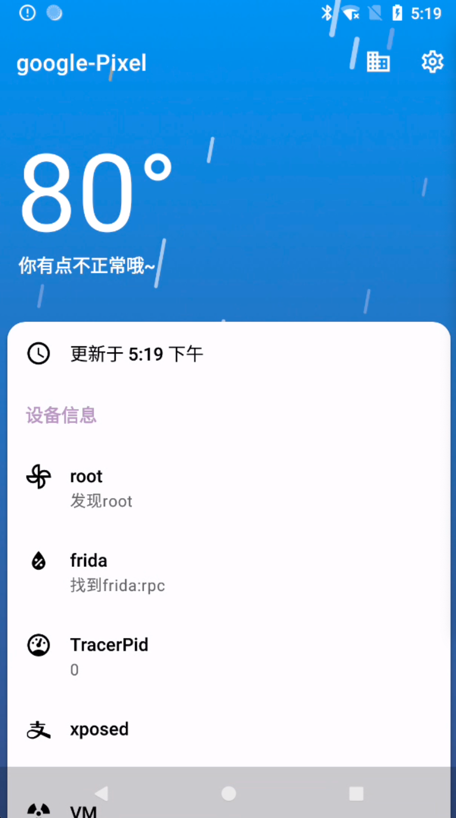 5:19
google-Pixel
80°
你有点不正常哦~
更新于 5:19 下午
设备信息
root
发现root
frida
找到frida:rpc
TracerPid
0
xposed
VM